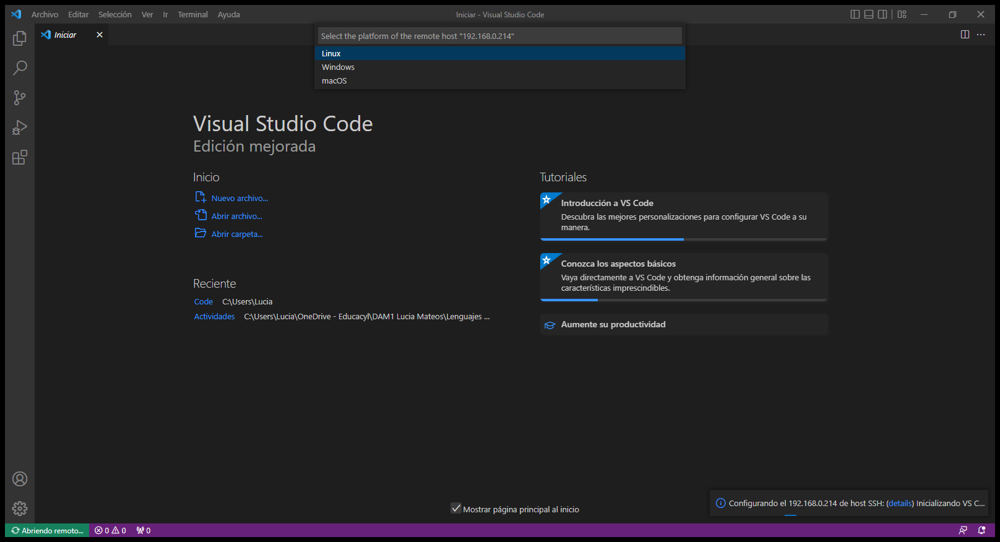 Archivo Editar Selección Ver Ir Terminal Ayuda
Iniciar - Visual Studio Code
Iniciar
Select the platform of the remote host "192.168.0.214"
Linux
Windows
macOS
Visual Studio Code
Edición mejorada
Inicio
Nuevo archivo...
Abrir archivo...
Abrir carpeta...
Reciente
Code C:\Users\Lucia
Actividades C:\Users\Lucia\OneDrive - Educacyl\DAM1 Lucia Mateos\Lenguajes ...
Tutoriales
Introducción a VS Code
Descubra las mejores personalizaciones para configurar VS Code a su
manera.
Conozca los aspectos básicos
Vaya directamente a VS Code y obtenga información general sobre las
características imprescindibles.
Aumente su productividad
Mostrar página principal al inicio
Configurando el 192.168.0.214 de host SSH: (details) Inicializando VS C...
Abriendo remoto... 0 0 0